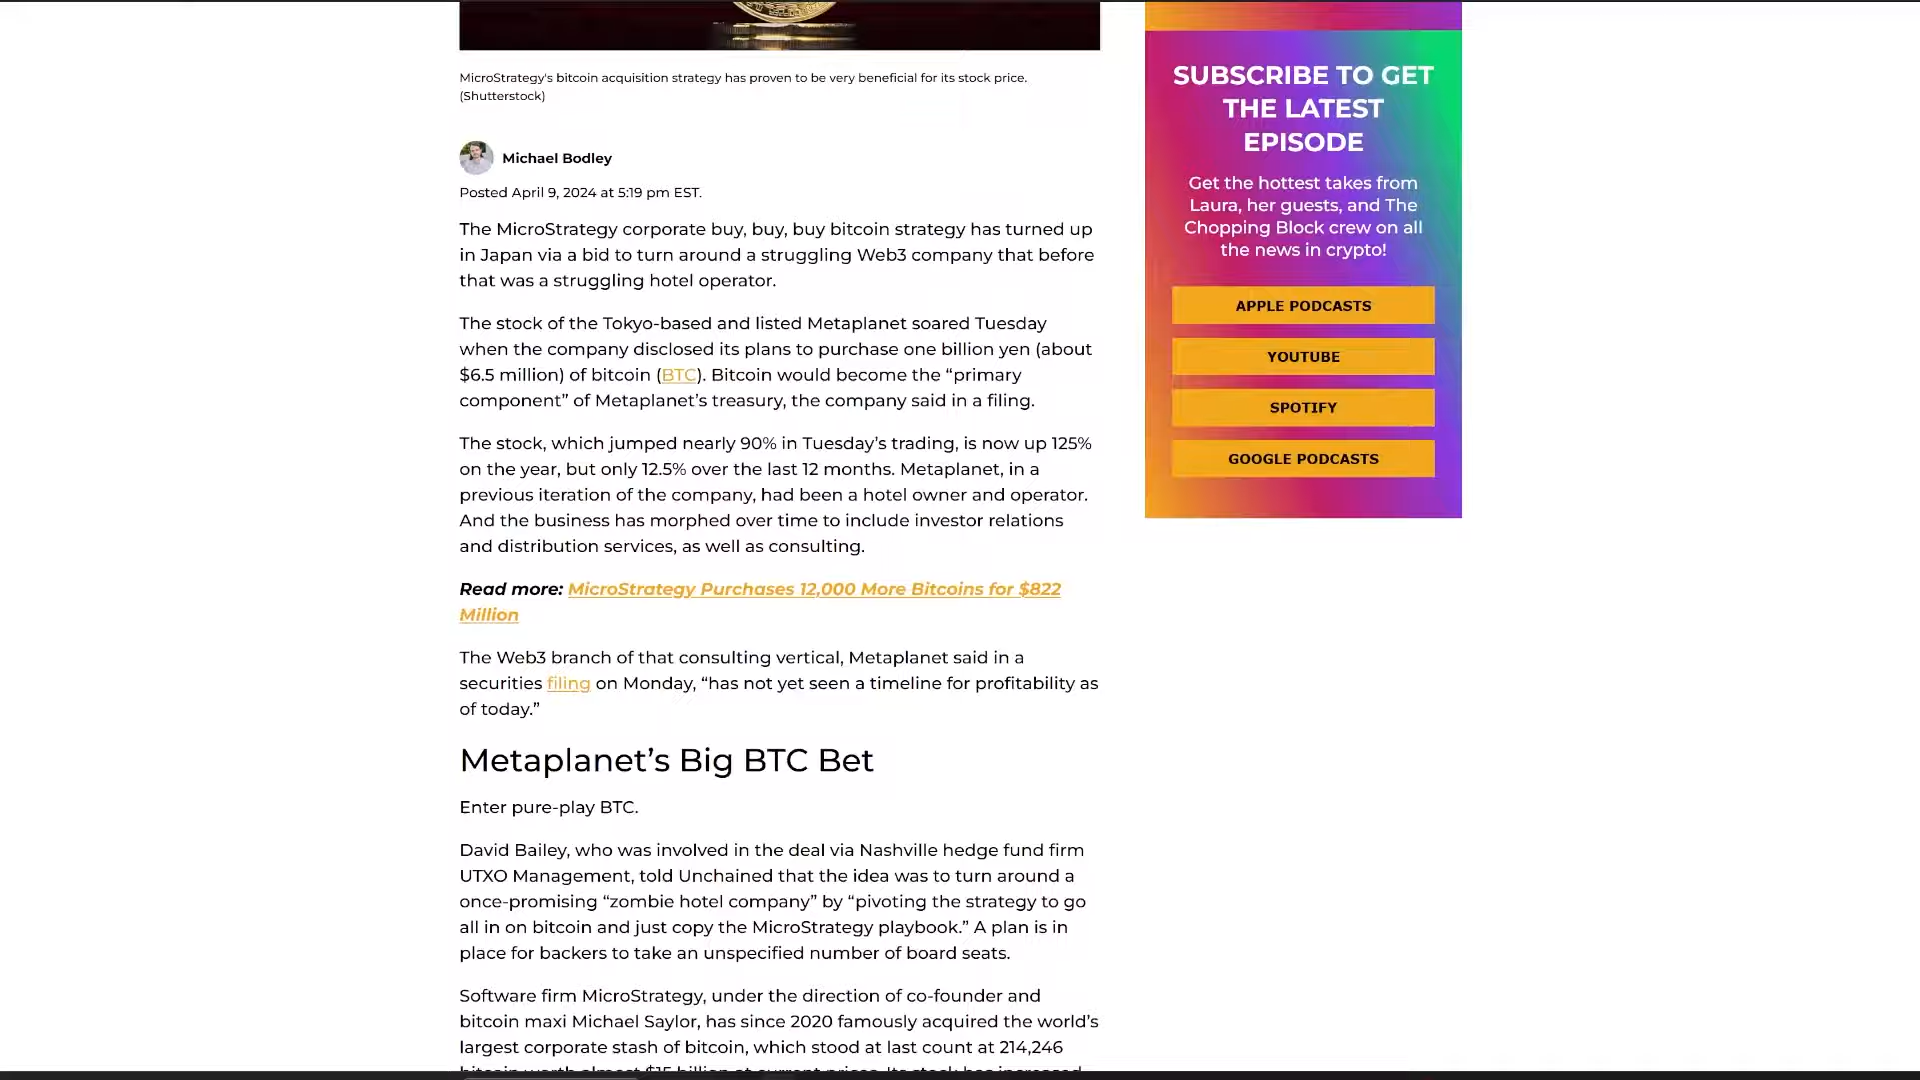 MicroStrategy's bitcoin acquisition strategy has proven to be very beneficial for its stock price.
(Shutterstock)
Michael Bodley
Posted April 9, 2024 at 5:19 pm EST.
The MicroStrategy corporate buy, buy, buy bitcoin strategy has turned up
in Japan via a bid to turn around a struggling Web3 company that before
that was a struggling hotel operator.
The stock of the Tokyo-based and listed Metaplanet soared Tuesday
when the company disclosed its plans to purchase one billion yen (about
$6.5 million) of bitcoin (BTC). Bitcoin would become the “primary
component” of Metaplanet’s treasury, the company said in a filing.
The stock, which jumped nearly 90% in Tuesday’s trading, is now up 125%
on the year, but only 12.5% over the last 12 months. Metaplanet, in a
previous iteration of the company, had been a hotel owner and operator.
And the business has morphed over time to include investor relations
and distribution services, as well as consulting.
Read more: MicroStrategy Purchases 12,000 More Bitcoins for $822
Million
The Web3 branch of that consulting vertical, Metaplanet said in a
securities filing on Monday, “has not yet seen a timeline for profitability as
of today.”
Metaplanet’s Big BTC Bet
Enter pure-play BTC.
David Bailey, who was involved in the deal via Nashville hedge fund firm
UTXO Management, told Unchained that the idea was to turn around a
once-promising “zombie hotel company” by “pivoting the strategy to go
all in on bitcoin and just copy the MicroStrategy playbook.” A plan is in
place for backers to take an unspecified number of board seats.
Software firm MicroStrategy, under the direction of co-founder and
bitcoin maxi Michael Saylor, has since 2020 famously acquired the world’s
largest corporate stash of bitcoin, which stood at last count at 214,246
bitcoin worth almost $15 billion at current prices. Its stock has increased
SUBSCRIBE TO GET
THE LATEST
EPISODE
Get the hottest takes from
Laura, her guests, and The
Chopping Block crew on all
the news in crypto!
APPLE PODCASTS
YOUTUBE
SPOTIFY
GOOGLE PODCASTS